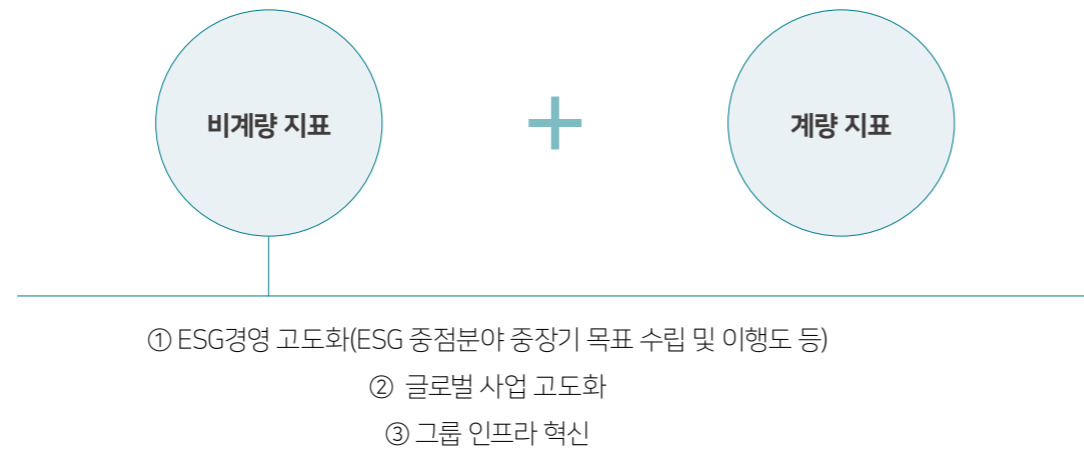 비계량 지표
계량 지표
① ESG경영 고도화(ESG 중점분야 중장기 목표 수립 및 이행도 등)
② 글로벌 사업 고도화
③ 그룹 인프라 혁신